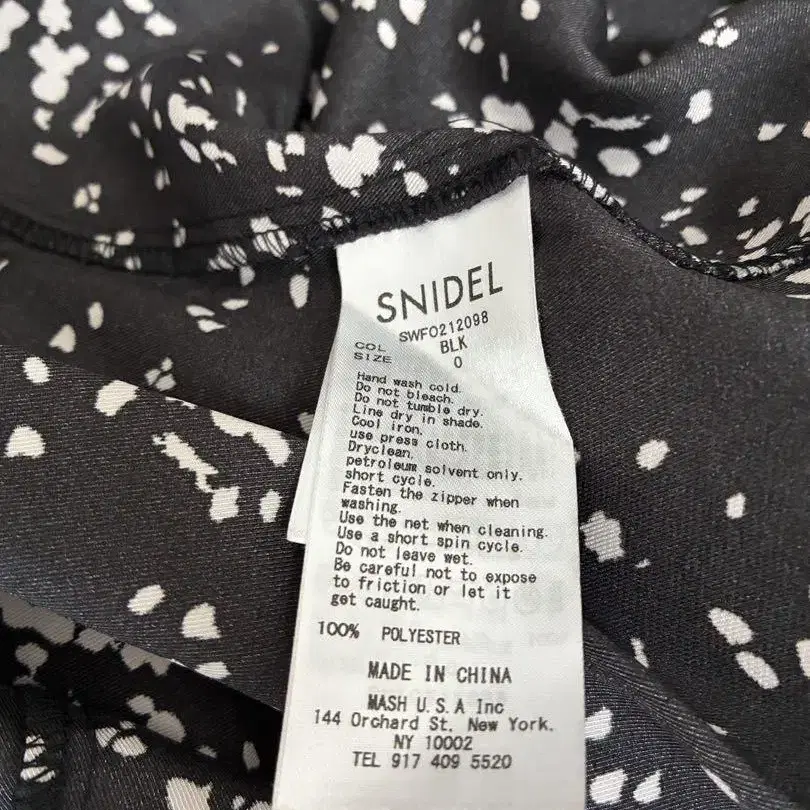 SNIDEL
SWFO212098
COL BLK
SIZE 0
Hand wash cold.
Do not bleach.
Do not tumble dry.
Line dry in shade.
Cool iron.
use press cloth.
Dryclean.
petroleum solvent only.
short cycle.
Fasten the zipper when
washing.
Use the net when cleaning.
Use a short spin cycle.
Do not leave wet.
Be careful not to expose
to friction or let it
get caught.
100% POLYESTER
MADE IN CHINA
MASH U.S.A Inc
144 Orchard St. New York.
NY 10002
TEL 917 409 5520